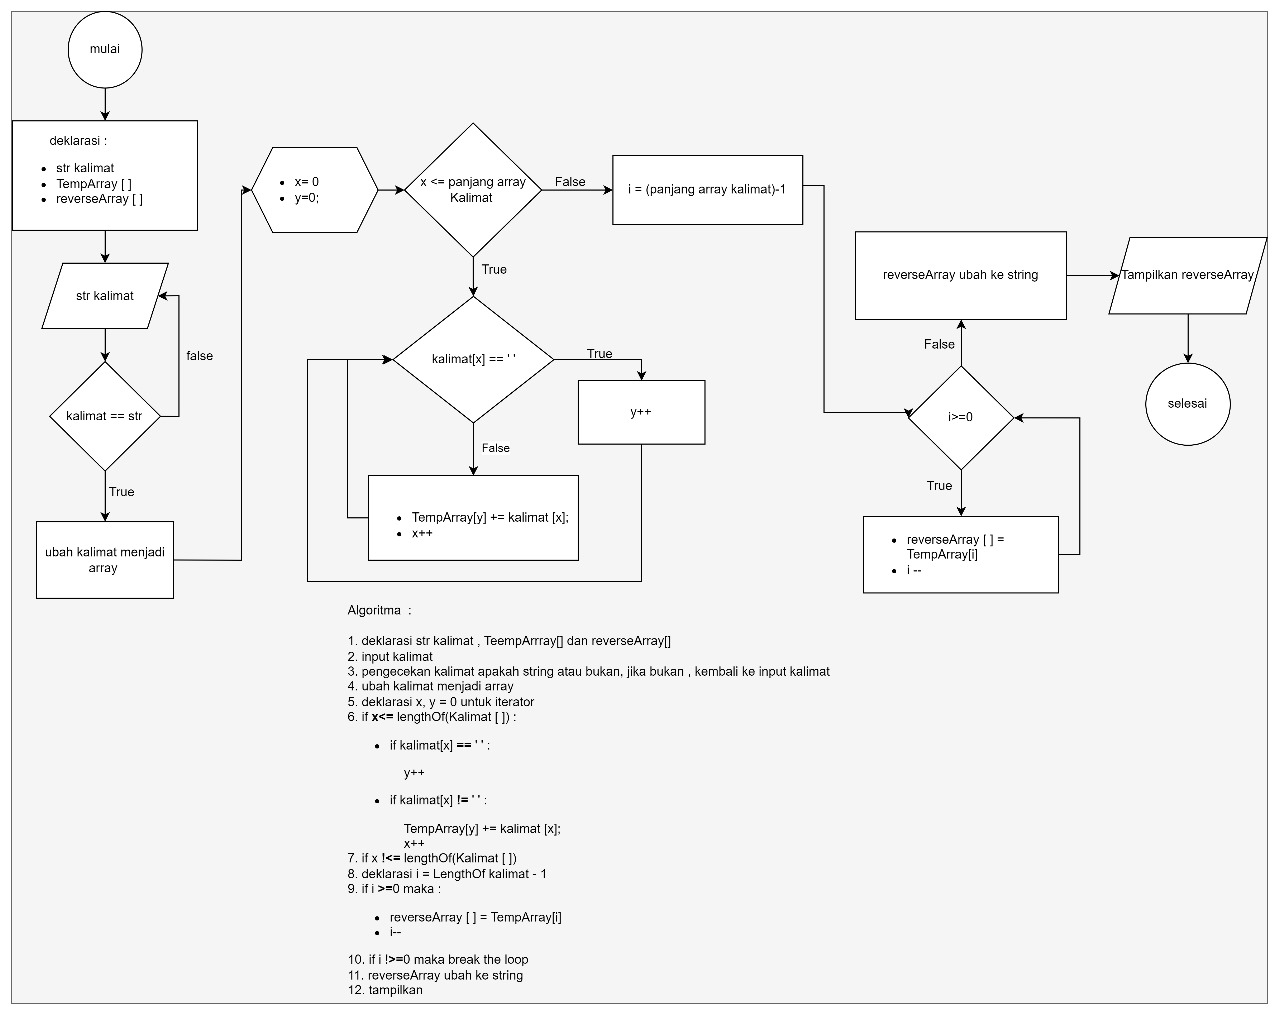 mulai
deklarasi :
str kalimat
TempArray [ ]
reverseArray [ ]
str kalimat
false
kalimat == str
True
ubah kalimat menjadi
array
x= 0
y=0;
x <= panjang array
Kalimat
False
True
i = (panjang array kalimat)-1
kalimat[x] == ' '
True
y++
False
TempArray[y] += kalimat [x];
x++
reverseArray ubah ke string
Tampilkan reverseArray
False
i>=0
selesai
True
reverseArray [ ] =
TempArray[i]
i --
Algoritma :
1. deklarasi str kalimat , TeempArrray[] dan reverseArray[]
2. input kalimat
3. pengecekan kalimat apakah string atau bukan, jika bukan , kembali ke input kalimat
4. ubah kalimat menjadi array
5. deklarasi x, y = 0 untuk iterator
6. if x<= lengthOf(Kalimat [ ]) :
if kalimat[x] == ' ' :
y++
if kalimat[x] != ' ' :
TempArray[y] += kalimat [x];
x++
7. if x !<= lengthOf(Kalimat [ ])
8. deklarasi i = LengthOf kalimat - 1
9. if i >=0 maka :
reverseArray [ ] = TempArray[i]
i--
10. if i !>=0 maka break the loop
11. reverseArray ubah ke string
12. tampilkan